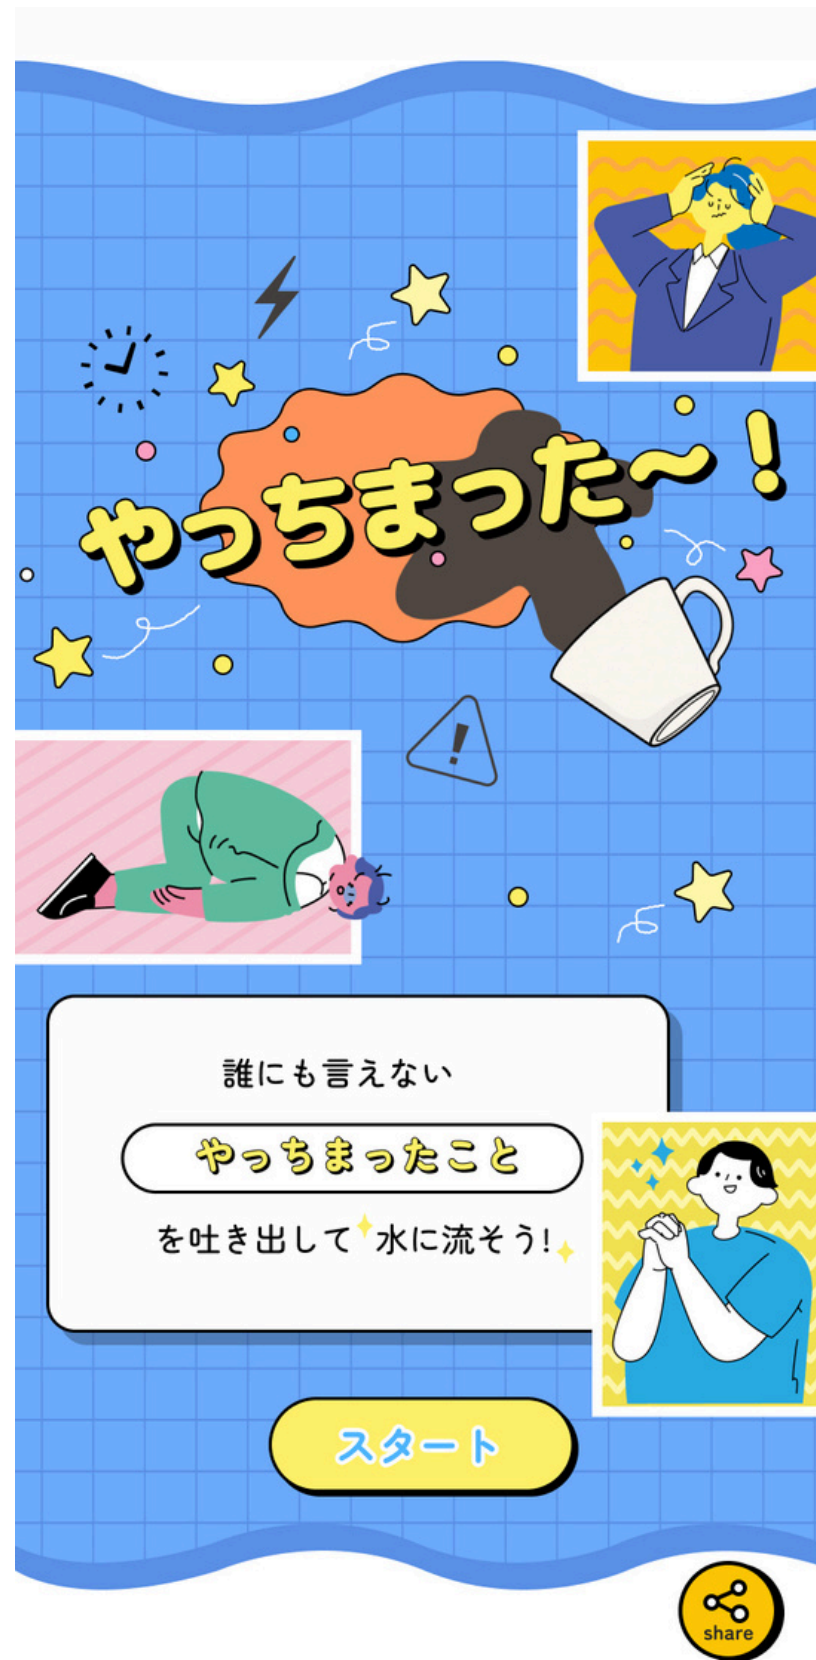 やっちまった〜！
誰にも言えない
やっちまったこと
を吐き出して水に流そう!
スタート
share